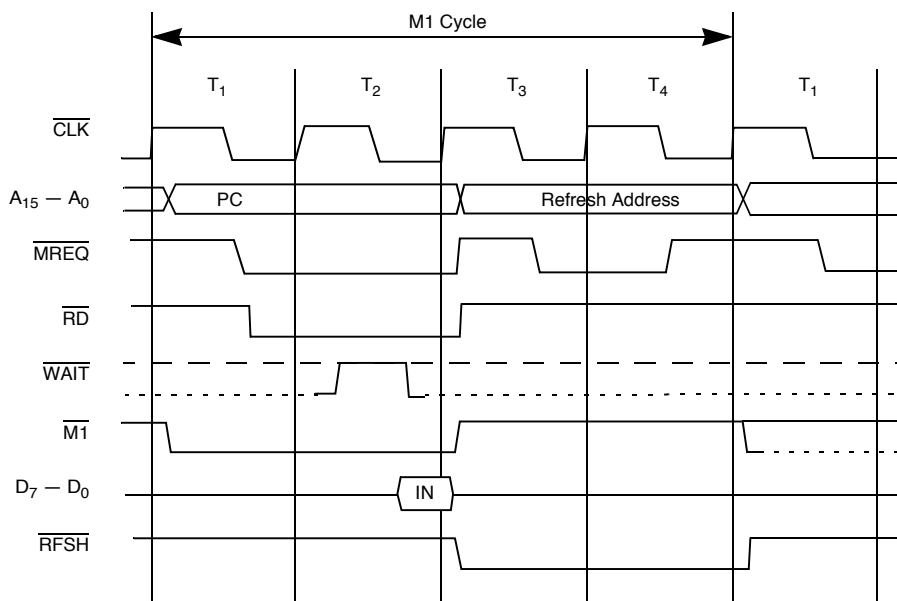 M1 Cycle
T₁ T₂ T₃ T₄ T₁
CLK
A₁₅ — A₀ PC Refresh Address
MREQ
RD
WAIT
M1
D₇ — D₀ IN
RFSH